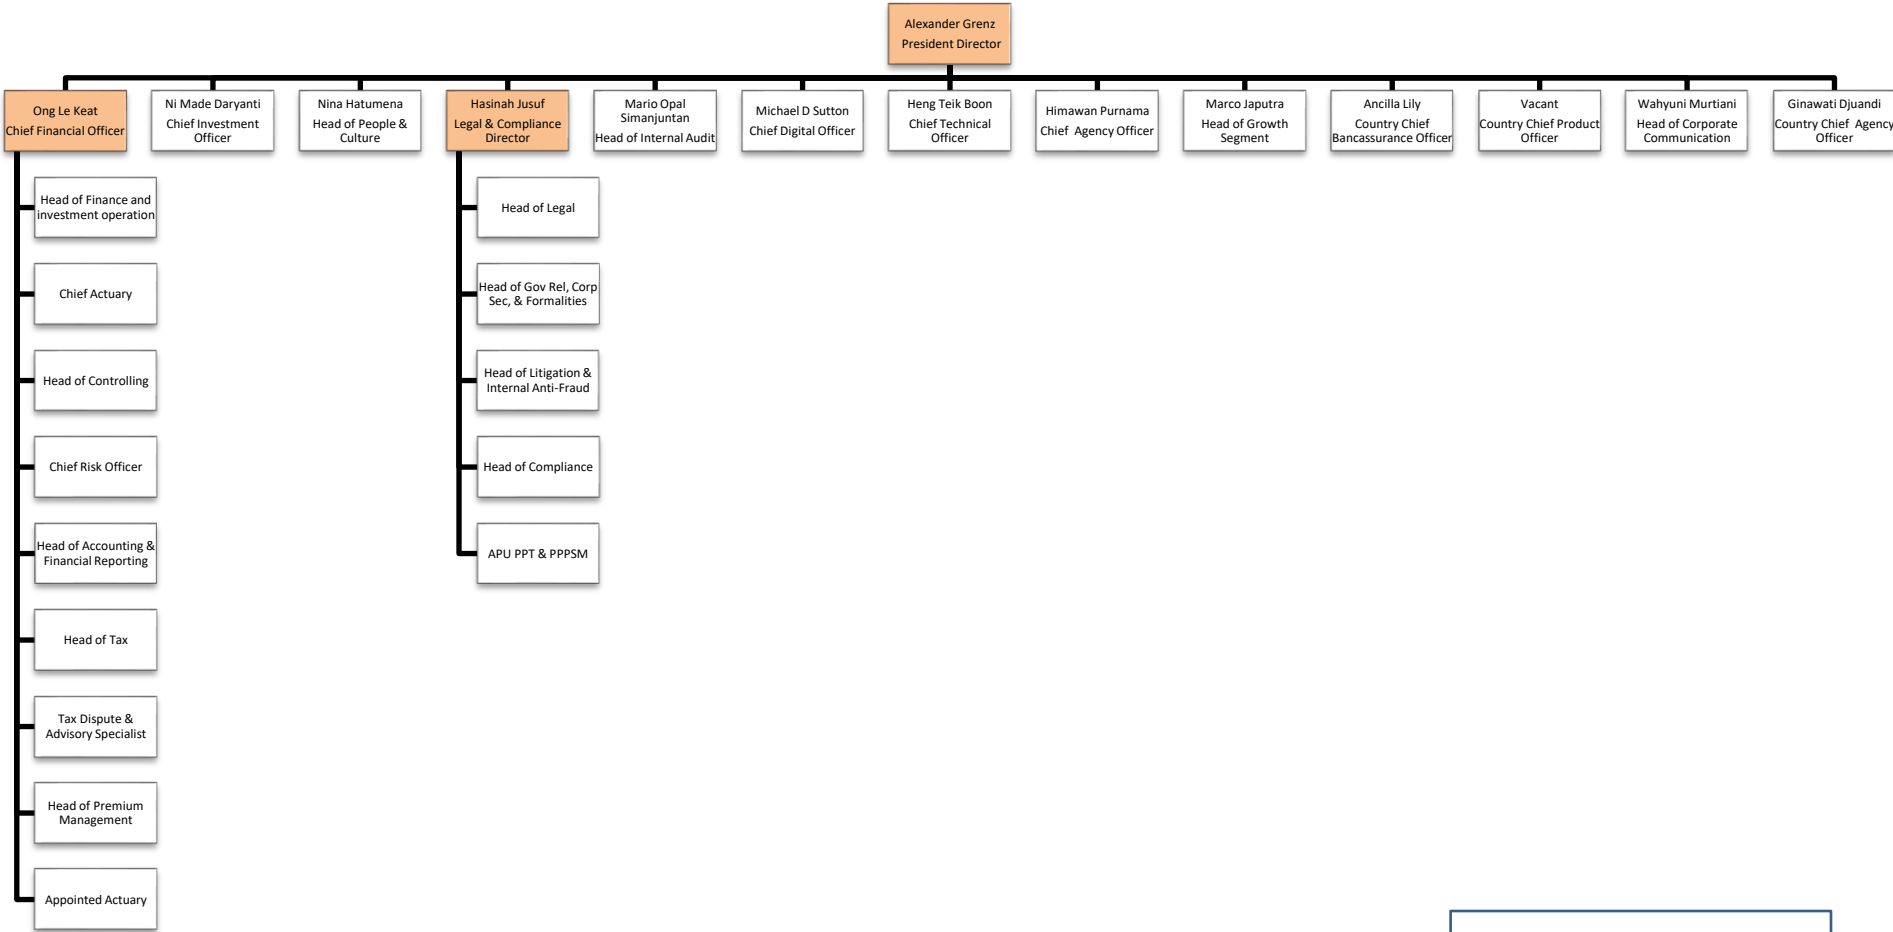 Alexander Grenz
President Director
Ong Le Keat
Chief Financial Officer
Ni Made Daryanti
Chief Investment
Officer
Nina Hatumena
Head of People &
Culture
Hasinah Jusuf
Legal & Compliance
Director
Mario Opal
Simanjuntan
Head of Internal Audit
Michael D Sutton
Chief Digital Officer
Heng Teik Boon
Chief Technical
Officer
Himawan Purnama
Chief  Agency Officer
Marco Japutra
Head of Growth
Segment
Ancilla Lily
Country Chief
Bancassurance Officer
Vacant
Country Chief Product
Officer
Wahyuni Murtiani
Head of Corporate
Communication
Ginawati Djuandi
Country Chief  Agency
Officer
Head of Finance and
investment operation
Chief Actuary
Head of Controlling
Chief Risk Officer
Head of Accounting &
Financial Reporting
Head of Tax
Tax Dispute &
Advisory Specialist
Head of Premium
Management
Appointed Actuary
Head of Legal
Head of Gov Rel, Corp
Sec, & Formalities
Head of Litigation &
Internal Anti-Fraud
Head of Compliance
APU PPT & PPPSM